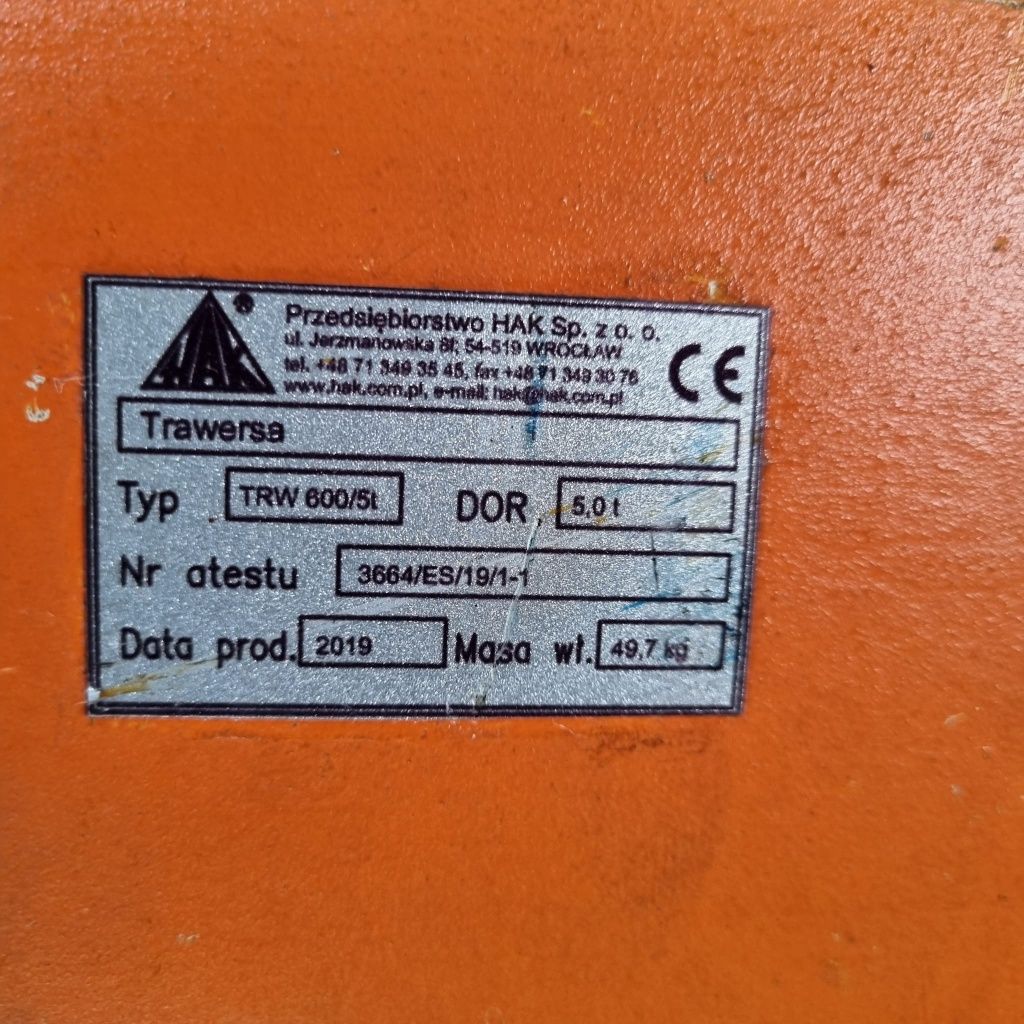 HAK®
Przedsiębiorstwo HAK Sp. z o. o.
ul. Jerzmanowska 8f, 54-519 WROCŁAW
tel. +48 71 349 35 45, fax +48 71 349 30 76
www.hak.com.pl, e-mail: hak@hak.com.pl
CE
Trawersa
Typ TRW 600/5t DOR 5,0 t
Nr atestu 3664/ES/19/1-1
Data prod. 2019 Masa wł. 49,7 kg